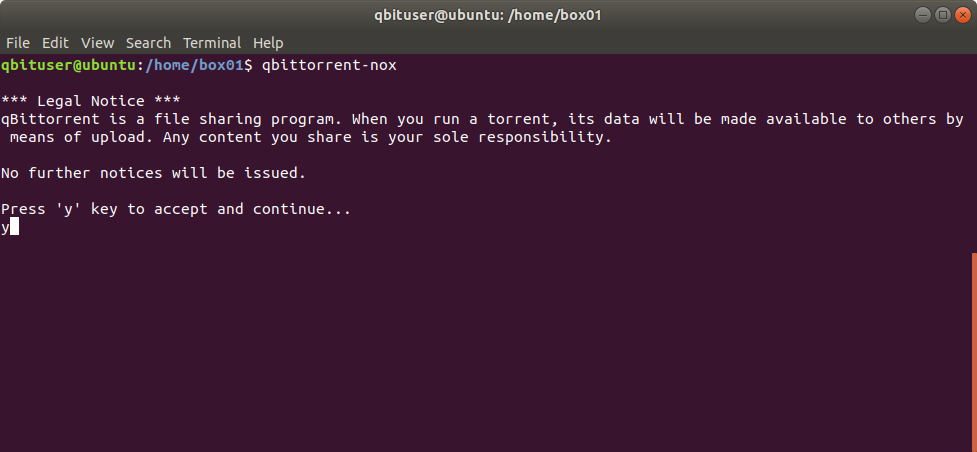 qbituser@ubuntu: /home/box01
File Edit View Search Terminal Help
qbituser@ubuntu:/home/box01$ qbittorrent-nox
*** Legal Notice ***
qBittorrent is a file sharing program. When you run a torrent, its data will be made available to others by
means of upload. Any content you share is your sole responsibility.
No further notices will be issued.
Press 'y' key to accept and continue...
y